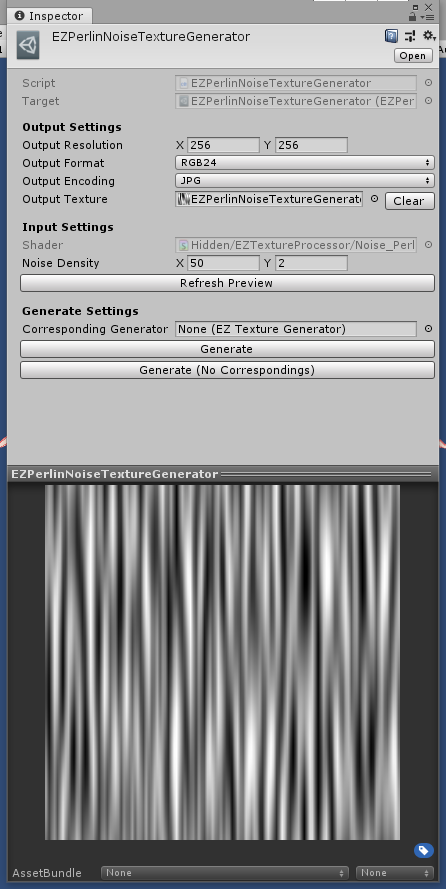 Inspector
EZPerlinNoiseTextureGenerator
Open
Script EZPerlinNoiseTextureGenerator
Target EZPerlinNoiseTextureGenerator (EZPer
Output Settings
Output Resolution X 256 Y 256
Output Format RGB24
Output Encoding JPG
Output Texture EZPerlinNoiseTextureGenerato Clear
Input Settings
Shader Hidden/EZTextureProcessor/Noise_Perl
Noise Density X 50 Y 2
Refresh Preview
Generate Settings
Corresponding Generator None (EZ Texture Generator)
Generate
Generate (No Correspondings)
EZPerlinNoiseTextureGenerator
AssetBundle None None